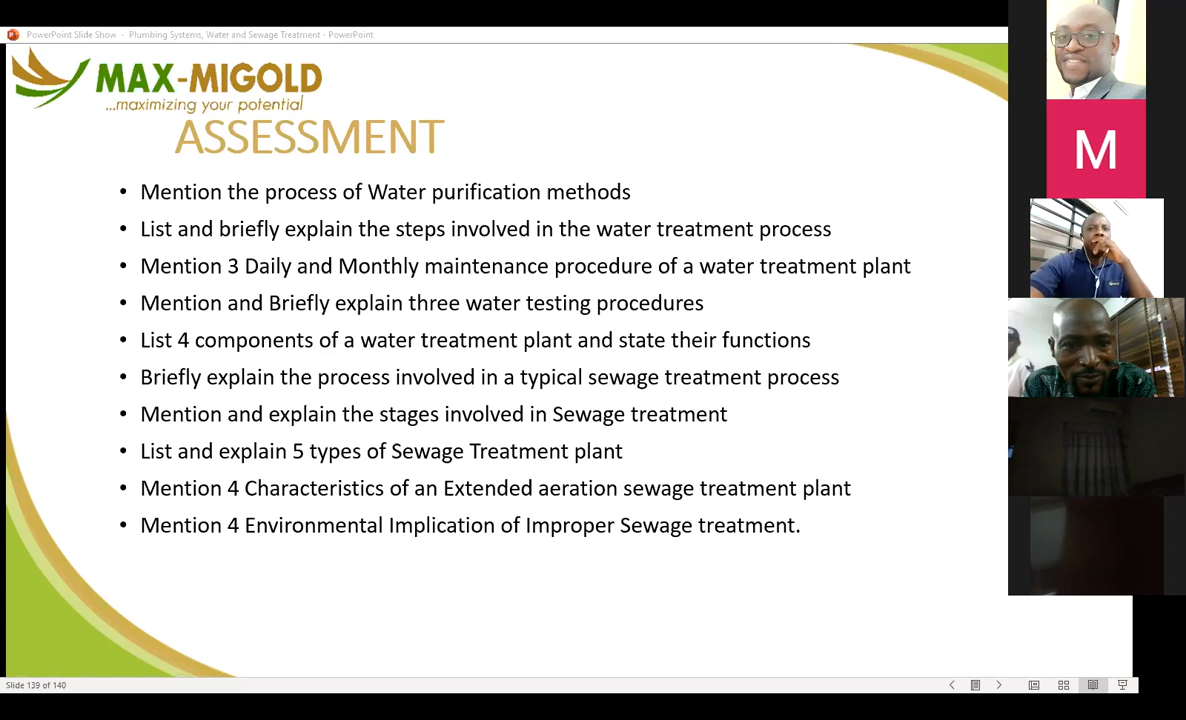 PowerPoint Slide Show - Plumbing Systems, Water and Sewage Treatment - PowerPoint
MAX-MIGOLD
...maximizing your potential
ASSESSMENT
• Mention the process of Water purification methods
• List and briefly explain the steps involved in the water treatment process
• Mention 3 Daily and Monthly maintenance procedure of a water treatment plant
• Mention and Briefly explain three water testing procedures
• List 4 components of a water treatment plant and state their functions
• Briefly explain the process involved in a typical sewage treatment process
• Mention and explain the stages involved in Sewage treatment
• List and explain 5 types of Sewage Treatment plant
• Mention 4 Characteristics of an Extended aeration sewage treatment plant
• Mention 4 Environmental Implication of Improper Sewage treatment.
M
Slide 139 of 140